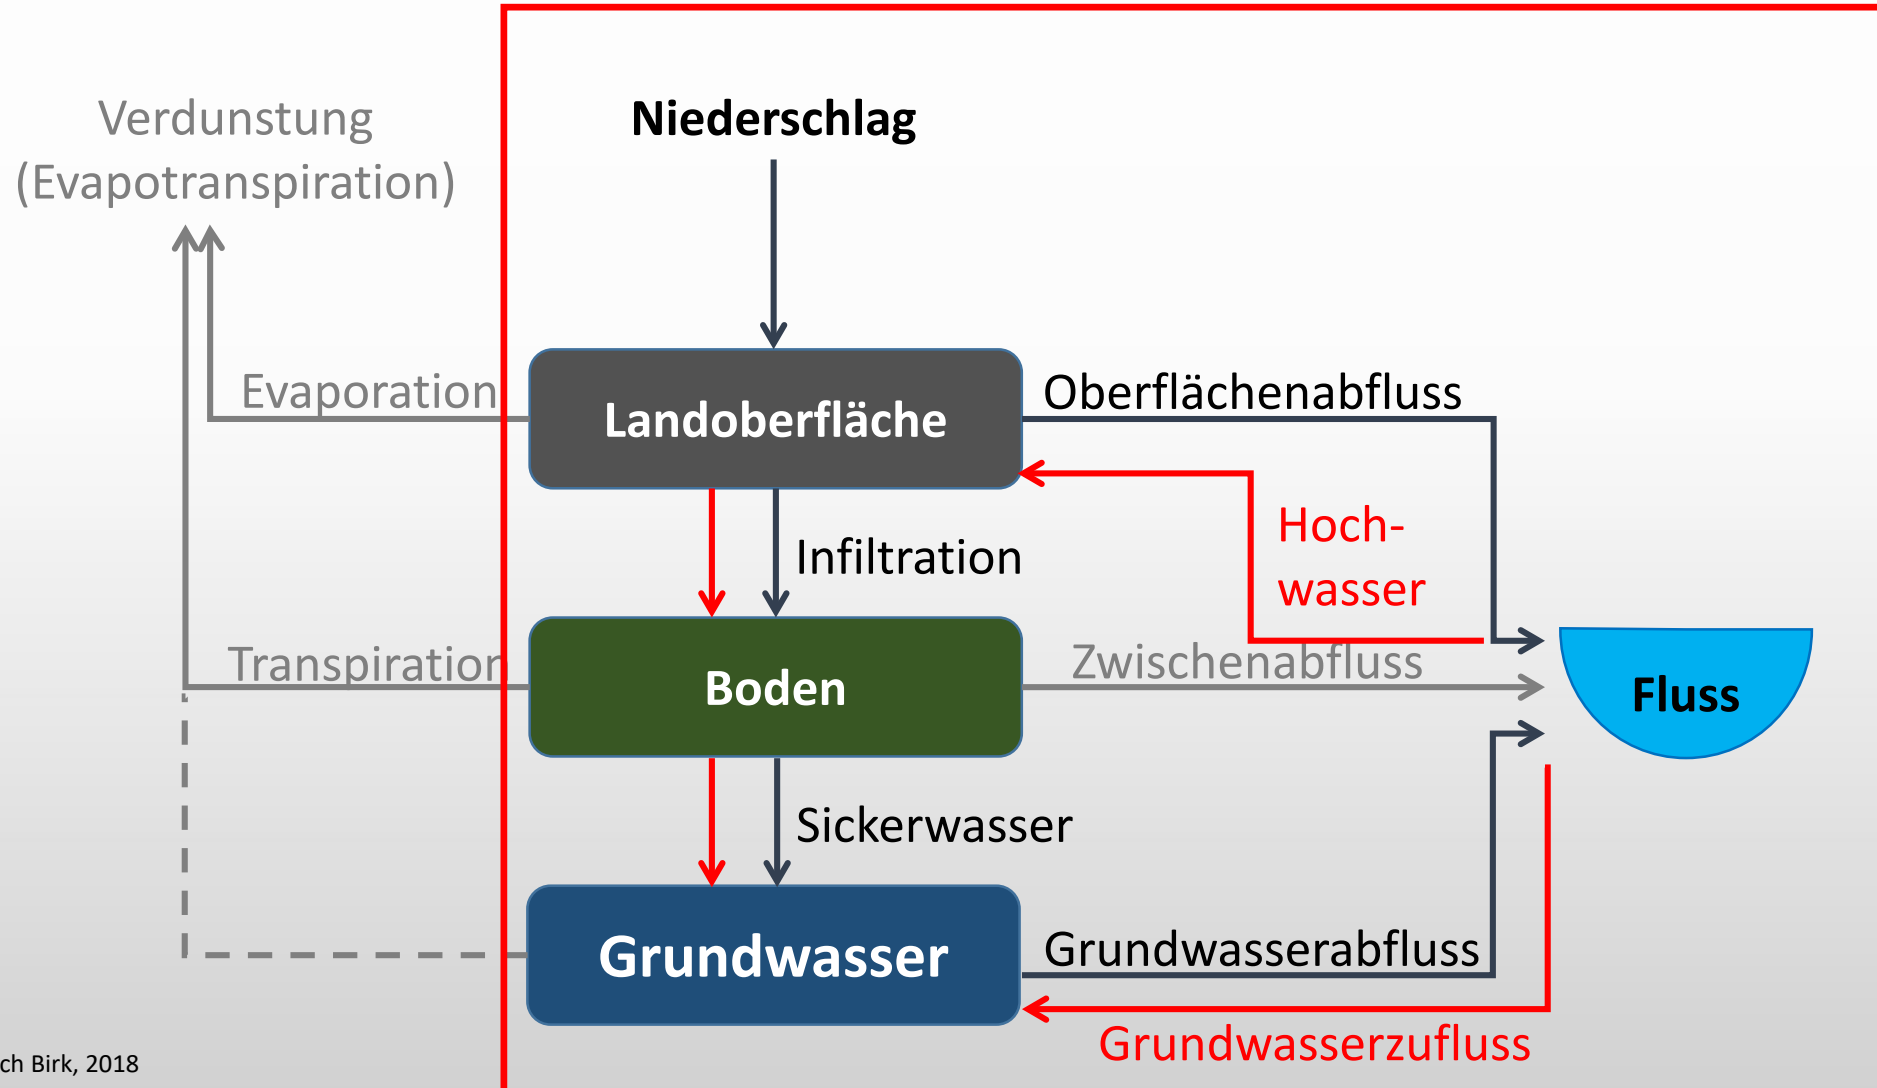 Verdunstung
(Evapotranspiration)
Niederschlag
Evaporation
Landoberfläche
Oberflächenabfluss
Hoch-
wasser
Infiltration
Transpiration
Boden
Zwischenabfluss
Fluss
Sickerwasser
Grundwasser
Grundwasserabfluss
Grundwasserzufluss
ch Birk, 2018